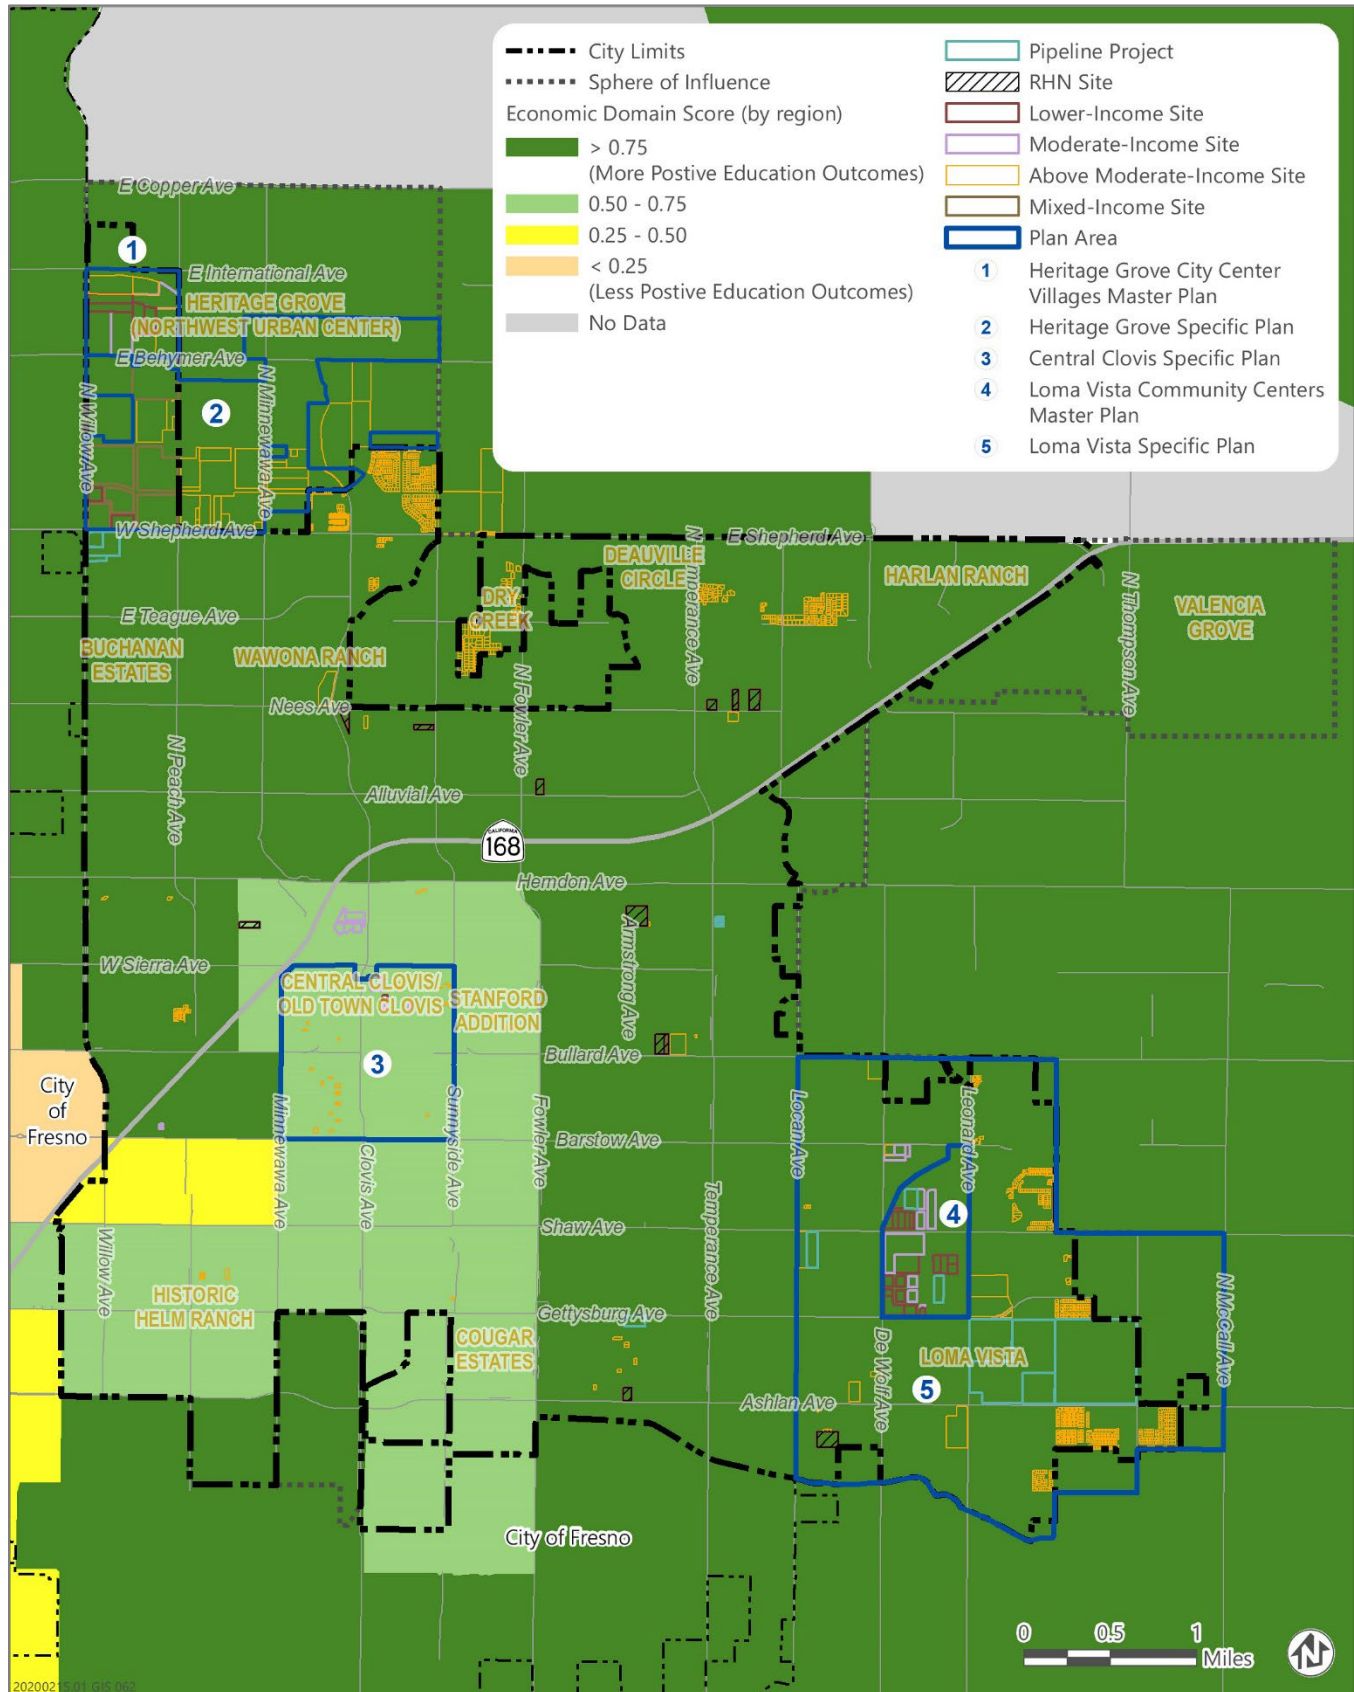 City Limits
Sphere of Influence
Economic Domain Score (by region)
> 0.75
(More Postive Education Outcomes)
0.50 - 0.75
0.25 - 0.50
< 0.25
(Less Postive Education Outcomes)
No Data
Pipeline Project
RHN Site
Lower-Income Site
Moderate-Income Site
Above Moderate-Income Site
Mixed-Income Site
Plan Area
1 Heritage Grove City Center
Villages Master Plan
2 Heritage Grove Specific Plan
3 Central Clovis Specific Plan
4 Loma Vista Community Centers
Master Plan
5 Loma Vista Specific Plan
E Copper Ave
1
E International Ave
HERITAGE GROVE
(NORTHWEST URBAN CENTER)
E Behymer Ave
N Willow Ave
2
N Minnewawa Ave
W Shepherd Ave
E Shepherd Ave
DEAUVILLE
CIRCLE
N Temperance Ave
HARLAN RANCH
N Thompson Ave
VALENCIA
GROVE
DRY
CREEK
E Teague Ave
BUCHANAN
ESTATES
WAWONA RANCH
Nees Ave
N Fowler Ave
N Peach Ave
Alluvial Ave
CALIFORNIA
168
Herndon Ave
Armstrong Ave
W Sierra Ave
CENTRAL CLOVIS/
OLD TOWN CLOVIS
STANFORD
ADDITION
Bullard Ave
3
City
of
Fresno
Minnewawa Ave
Clovis Ave
Sunnyside Ave
Fowler Ave
Barstow Ave
Locan Ave
Leonard Ave
4
Shaw Ave
Temperance Ave
Willow Ave
HISTORIC
HELM RANCH
Gettysburg Ave
COUGAR
ESTATES
De Wolf Ave
LOMA VISTA
N McCall Ave
5
Ashlan Ave
City of Fresno
0 0.5 1
Miles
N
20200215.01 GIS 062